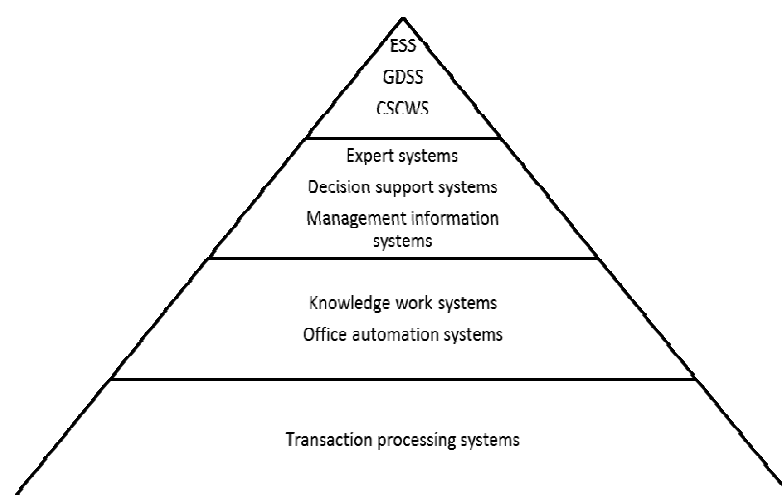 ESS
GDSS
CSCWS
Expert systems
Decision support systems
Management information
systems
Knowledge work systems
Office automation systems
Transaction processing systems